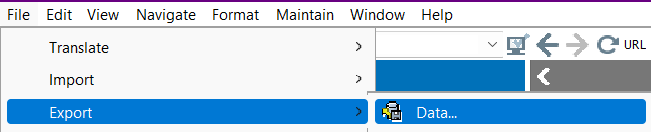 File Edit View Navigate Format Maintain Window Help
Translate
URL
Import
Export Data...